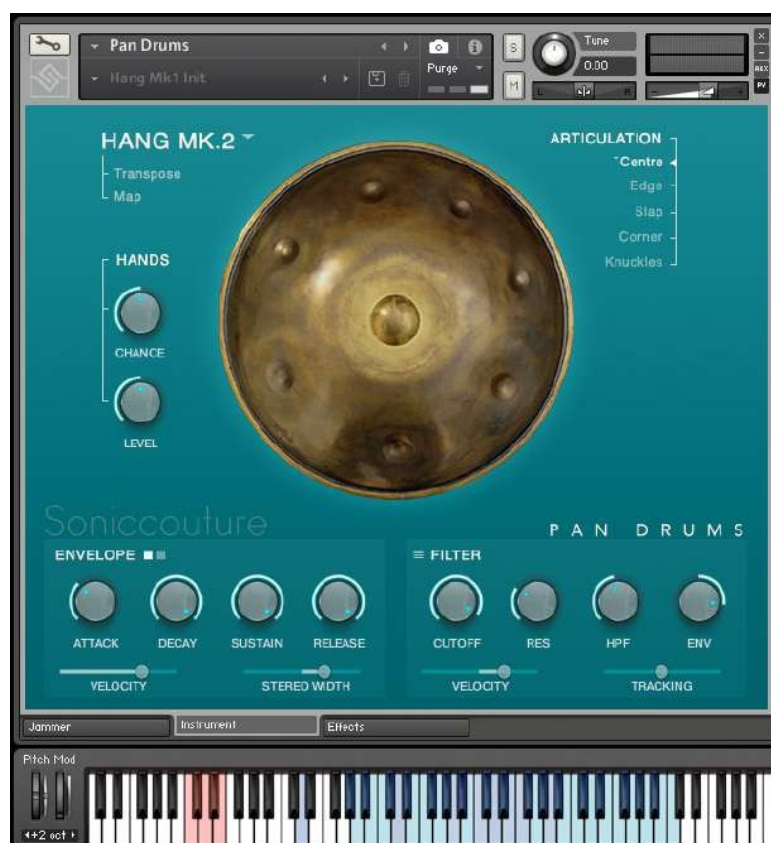 Pan Drums
Hang Mk1 Init
Purge
S
M
Tune
0.00
L
R
AUX
PV
HANG MK.2
Transpose
Map
ARTICULATION
Centre
Edge
Slap
Corner
Knuckles
HANDS
CHANCE
LEVEL
Soniccouture
PAN DRUMS
ENVELOPE
FILTER
ATTACK DECAY SUSTAIN RELEASE
CUTOFF RES HPF ENV
VELOCITY STEREO WIDTH
VELOCITY TRACKING
Jammer Instrument Effects
Pitch Mod
+2 oct